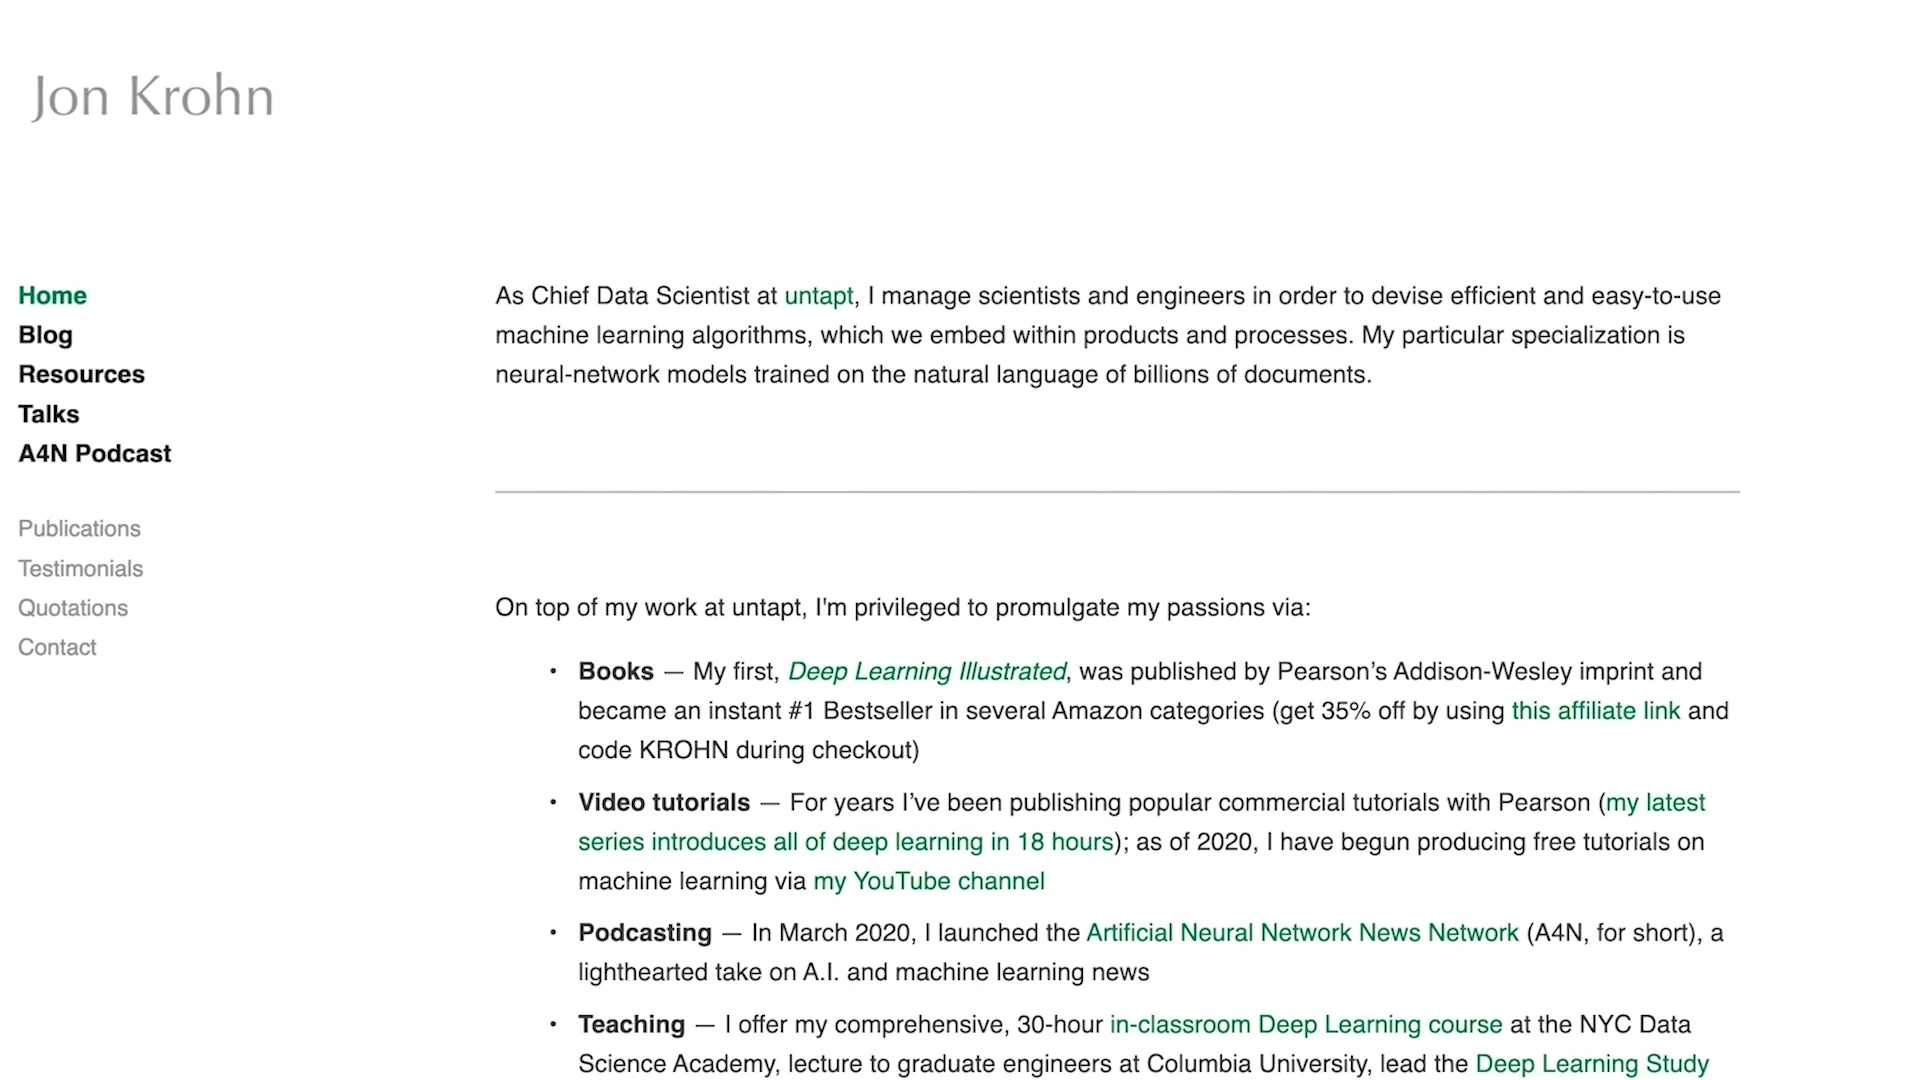 Jon Krohn
Home
Blog
Resources
Talks
A4N Podcast
Publications
Testimonials
Quotations
Contact
As Chief Data Scientist at untapt, I manage scientists and engineers in order to devise efficient and easy-to-use
machine learning algorithms, which we embed within products and processes. My particular specialization is
neural-network models trained on the natural language of billions of documents.
On top of my work at untapt, I'm privileged to promulgate my passions via:
• Books — My first, Deep Learning Illustrated, was published by Pearson’s Addison-Wesley imprint and
became an instant #1 Bestseller in several Amazon categories (get 35% off by using this affiliate link and
code KROHN during checkout)
• Video tutorials — For years I’ve been publishing popular commercial tutorials with Pearson (my latest
series introduces all of deep learning in 18 hours); as of 2020, I have begun producing free tutorials on
machine learning via my YouTube channel
• Podcasting — In March 2020, I launched the Artificial Neural Network News Network (A4N, for short), a
lighthearted take on A.I. and machine learning news
• Teaching — I offer my comprehensive, 30-hour in-classroom Deep Learning course at the NYC Data
Science Academy, lecture to graduate engineers at Columbia University, lead the Deep Learning Study